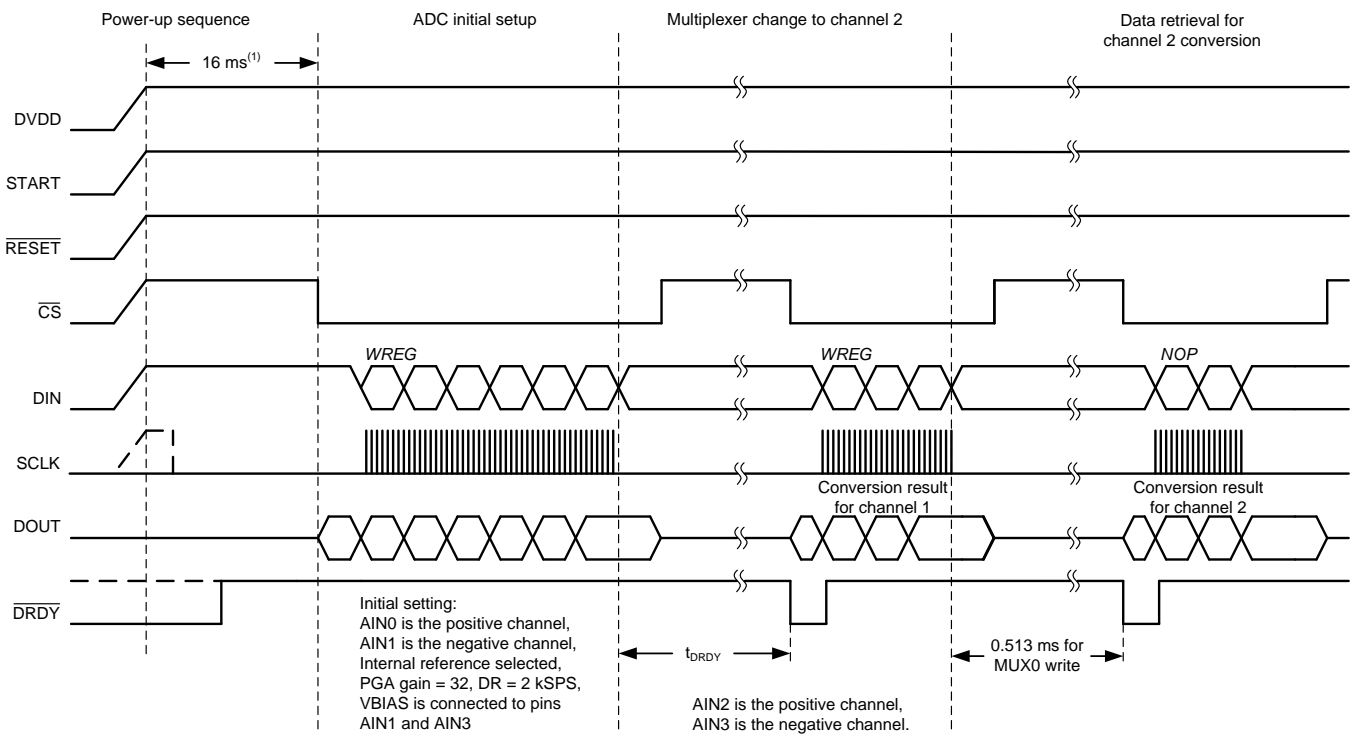 Power-up sequence
ADC initial setup
Multiplexer change to channel 2
Data retrieval for
channel 2 conversion
16 ms(1)
DVDD
START
RESET
CS
WREG
WREG
NOP
DIN
SCLK
Conversion result
for channel 1
Conversion result
for channel 2
DOUT
DRDY
Initial setting:
AIN0 is the positive channel,
AIN1 is the negative channel,
Internal reference selected,
PGA gain = 32, DR = 2 kSPS,
VBIAS is connected to pins
AIN1 and AIN3
tDRDY
0.513 ms for
MUX0 write
AIN2 is the positive channel,
AIN3 is the negative channel.